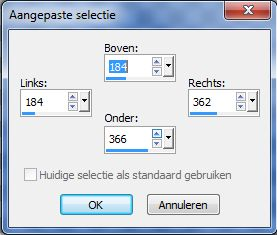 Aangepaste selectie
Boven:
184
Links:
184
Rechts:
362
Onder:
366
Huidige selectie als standaard gebruiken
OK
Annuleren